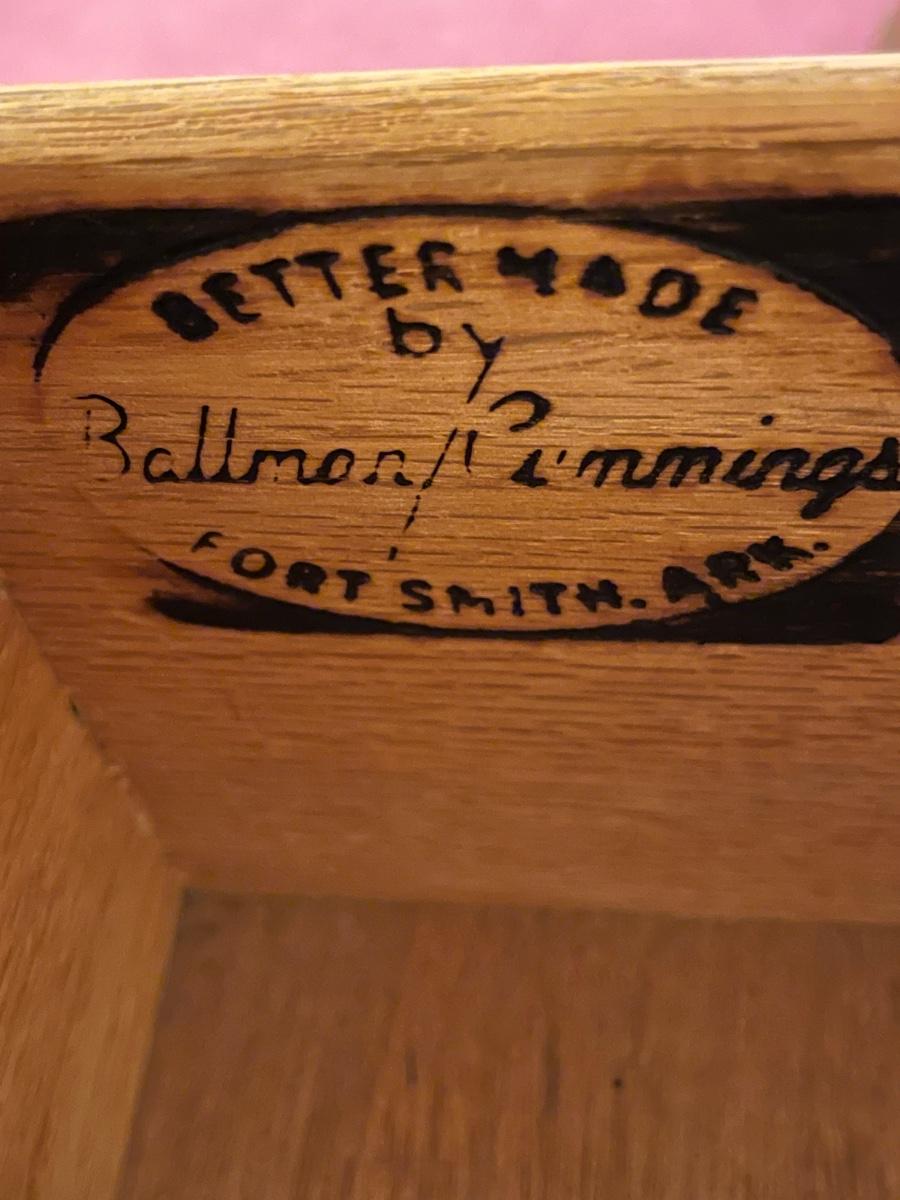 BETTER MADE
by
Ballman/Cummings
FORT SMITH. ARK.